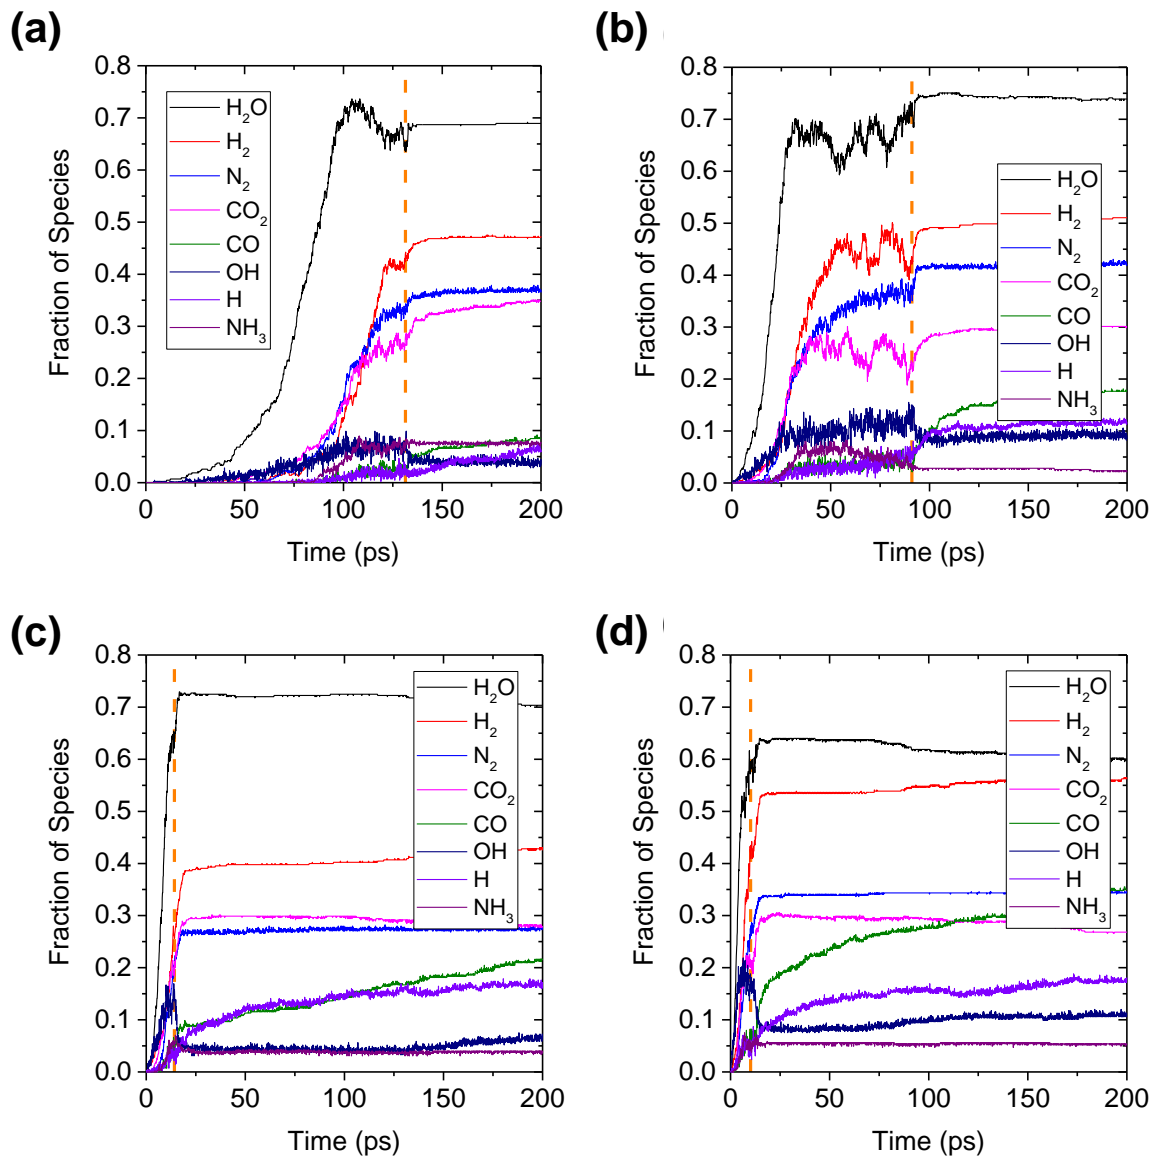 (a)
0.8
0.7
0.6
0.5
0.4
0.3
0.2
0.1
0.0
Fraction of Species
H₂O
H₂
N₂
CO₂
CO
OH
H
NH₃
0 50 100 150 200
Time (ps)
(b)
0.8
0.7
0.6
0.5
0.4
0.3
0.2
0.1
0.0
Fraction of Species
H₂O
H₂
N₂
CO₂
CO
OH
H
NH₃
0 50 100 150 200
Time (ps)
(c)
0.8
0.7
0.6
0.5
0.4
0.3
0.2
0.1
0.0
Fraction of Species
H₂O
H₂
N₂
CO₂
CO
OH
H
NH₃
0 50 100 150 200
Time (ps)
(d)
0.8
0.7
0.6
0.5
0.4
0.3
0.2
0.1
0.0
Fraction of Species
H₂O
H₂
N₂
CO₂
CO
OH
H
NH₃
0 50 100 150 200
Time (ps)